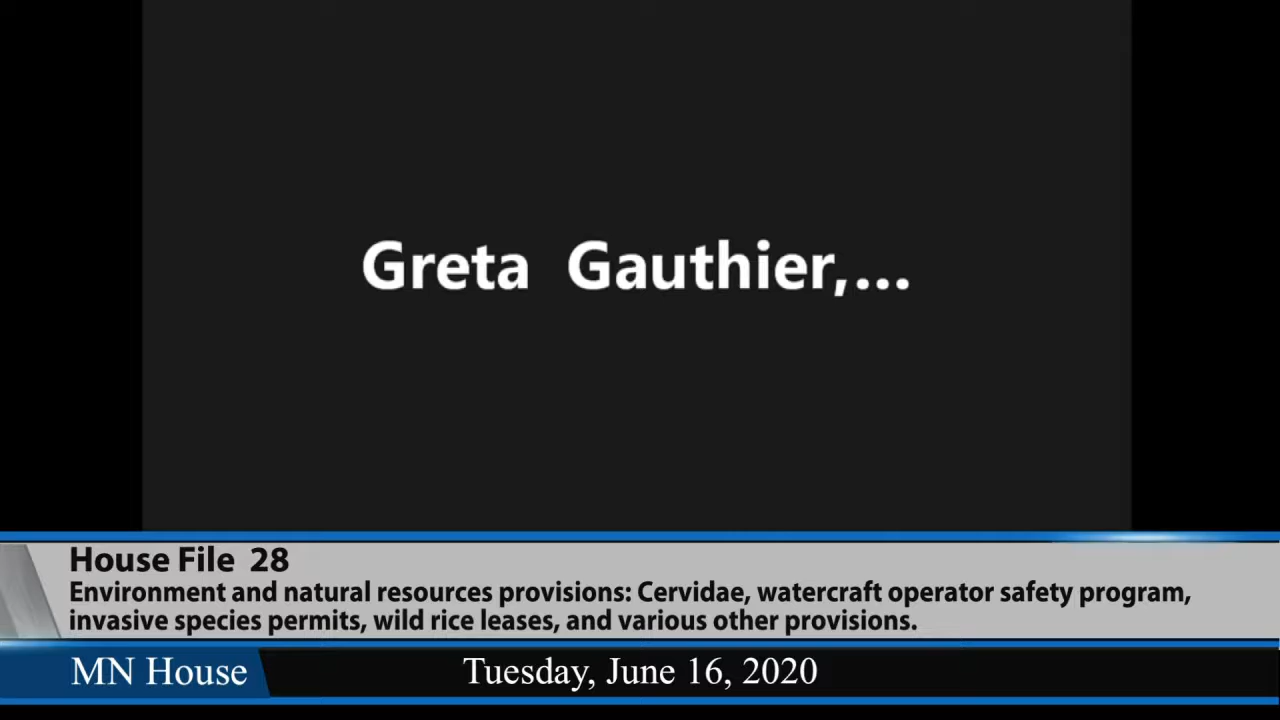 Greta Gauthier,...
House File 28
Environment and natural resources provisions: Cervidae, watercraft operator safety program,
invasive species permits, wild rice leases, and various other provisions.
MN House
Tuesday, June 16, 2020